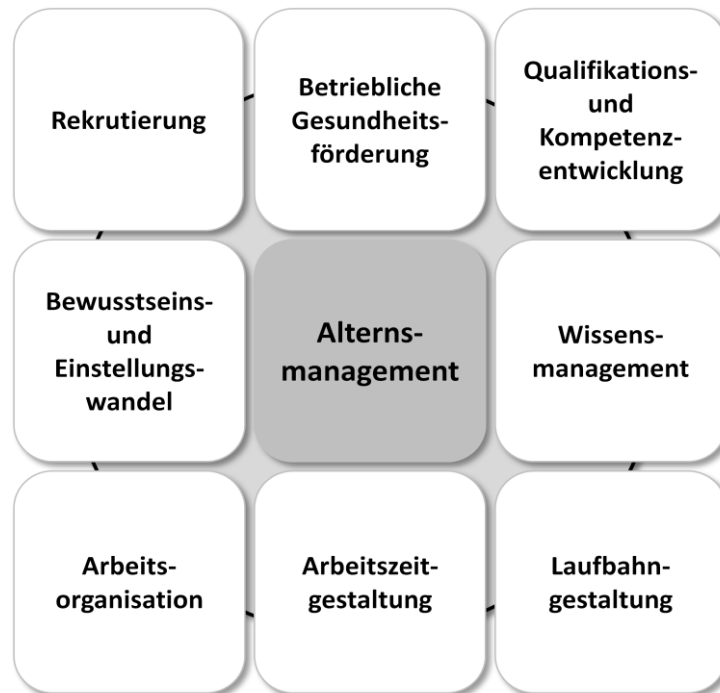 Rekrutierung
Betriebliche
Gesundheits-
förderung
Qualifikations-
und
Kompetenz-
entwicklung
Bewusstseins-
und
Einstellungs-
wandel
Alterns-
management
Wissens-
management
Arbeits-
organisation
Arbeitszeit-
gestaltung
Laufbahn-
gestaltung